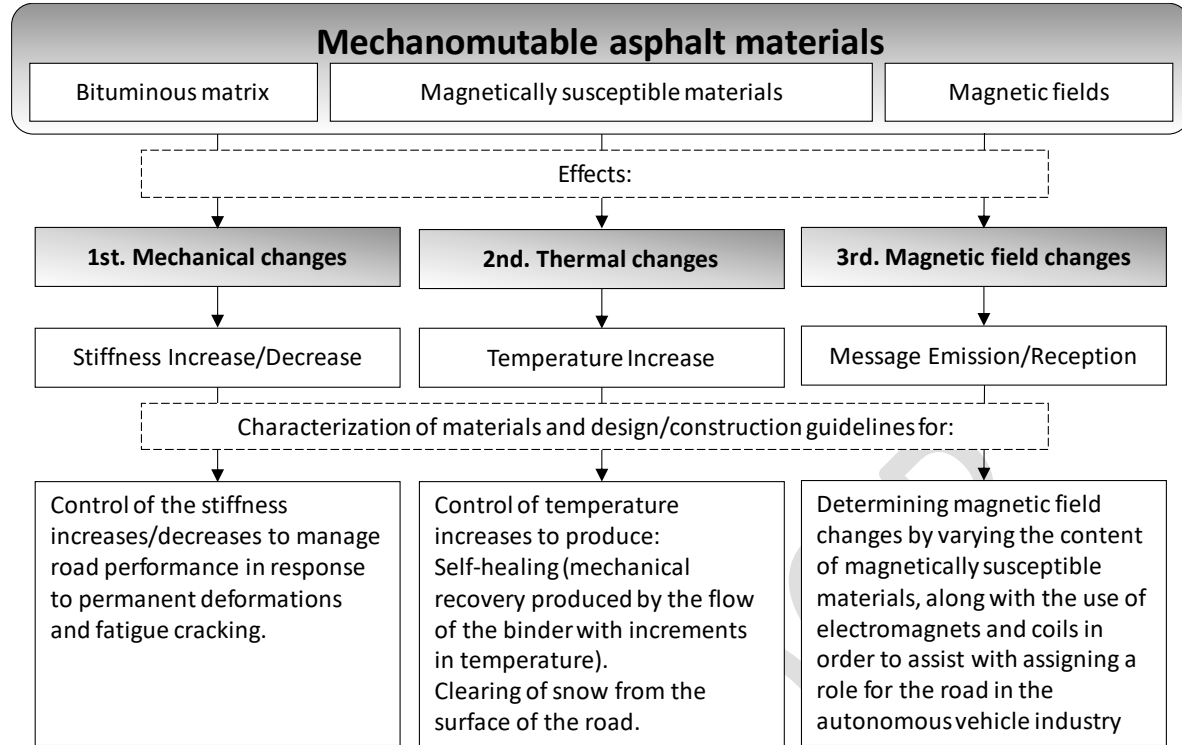 Mechanomutable asphalt materials
Bituminous matrix
Magnetically susceptible materials
Magnetic fields
Effects:
1st. Mechanical changes
2nd. Thermal changes
3rd. Magnetic field changes
Stiffness Increase/Decrease
Temperature Increase
Message Emission/Reception
Characterization of materials and design/construction guidelines for:
Control of the stiffness
increases/decreases to manage
road performance in response
to permanent deformations
and fatigue cracking.
Control of temperature
increases to produce:
Self-healing (mechanical
recovery produced by the flow
of the binder with increments
in temperature).
Clearing of snow from the
surface of the road.
Determining magnetic field
changes by varying the content
of magnetically susceptible
materials, along with the use of
electromagnets and coils in
order to assist with assigning a
role for the road in the
autonomous vehicle industry